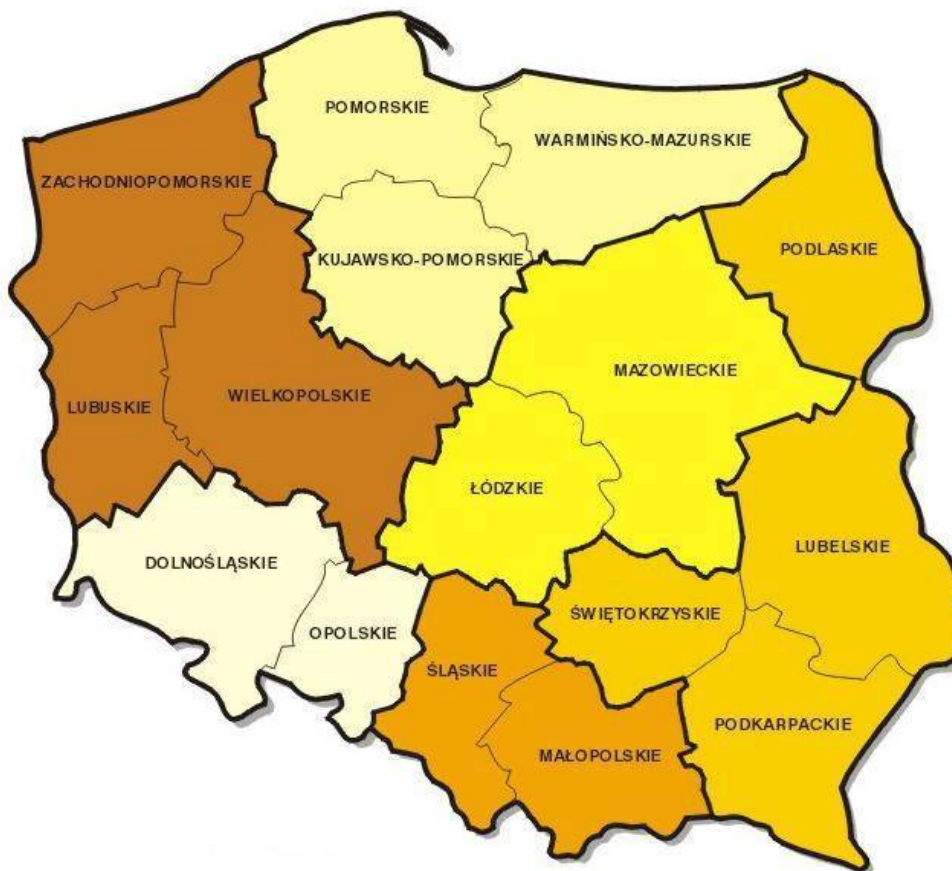 POMORSKIE
WARMIŃSKO-MAZURSKIE
ZACHODNIOPOMORSKIE
PODLASKIE
KUJAWSKO-POMORSKIE
MAZOWIECKIE
WIELKOPOLSKIE
LUBUSKIE
ŁÓDZKIE
LUBELSKIE
DOLNOŚLĄSKIE
ŚWIĘTOKRZYSKIE
OPOLSKIE
ŚLĄSKIE
PODKARPACKIE
MAŁOPOLSKIE